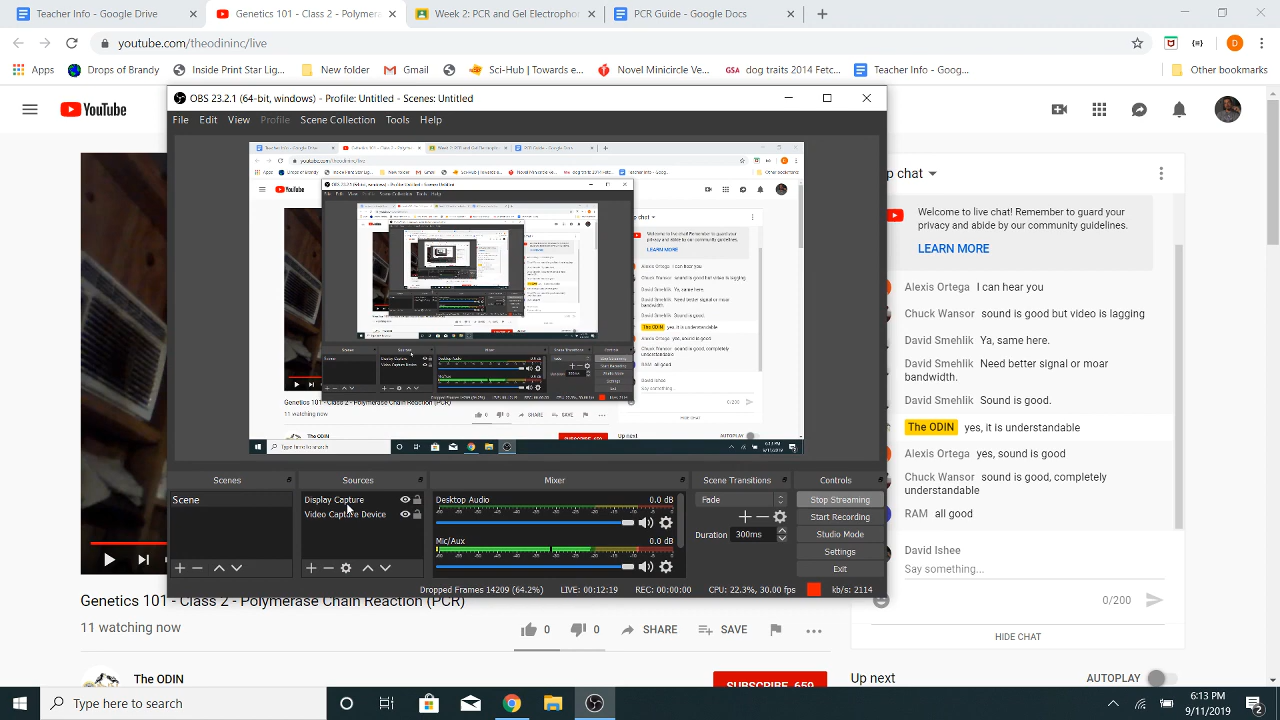 Teacher Info - Google Docs
Genetics 101 - Class 2 - Polymer
Week 2: PCR and Gel Electrophor
PCR Guide - Google Docs
youtube.com/theodininc/live
Apps
Drops of Brandy
Inside Print Star Lig...
New folder
Gmail
Sci-Hub | Towards e...
Novel Minicircle Ve...
GSA dog traits 2014 Fetc...
Teacher Info - Goog...
Other bookmarks
YouTube
OBS 23.2.1 (64-bit, windows) - Profile: Untitled - Scenes: Untitled
File Edit View Profile Scene Collection Tools Help
p chat
Welcome to live chat! Remember to guard your
privacy and abide by our community guidelines.
LEARN MORE
Alexis Ortega I can hear you
Chuck Wansor sound is good but video is lagging
David Smehlik Ya, same here.
David Smehlik Need better signal or moar
bandwidth.
David Smehlik Sound is good.
The ODIN yes, it is understandable
Alexis Ortega yes, sound is good
Chuck Wansor sound is good, completely
understandable
RAM all good
David Ishee
Say something...
0/200
HIDE CHAT
Scenes
Scene
Sources
Display Capture
Video Capture Device
Mixer
Desktop Audio 0.0 dB
Mic/Aux 0.0 dB
Scene Transitions
Fade
Duration 300ms
Controls
Stop Streaming
Start Recording
Studio Mode
Settings
Exit
Dropped Frames 14209 (64.2%) LIVE: 00:12:19 REC: 00:00:00 CPU: 22.3%, 30.00 fps kb/s: 2114
Genetics 101 - Class 2 - Polymerase Chain Reaction (PCR)
11 watching now
0 0 SHARE SAVE
The ODIN
SUBSCRIBE 659
Up next
AUTOPLAY
Type here to search
6:13 PM
9/11/2019
2